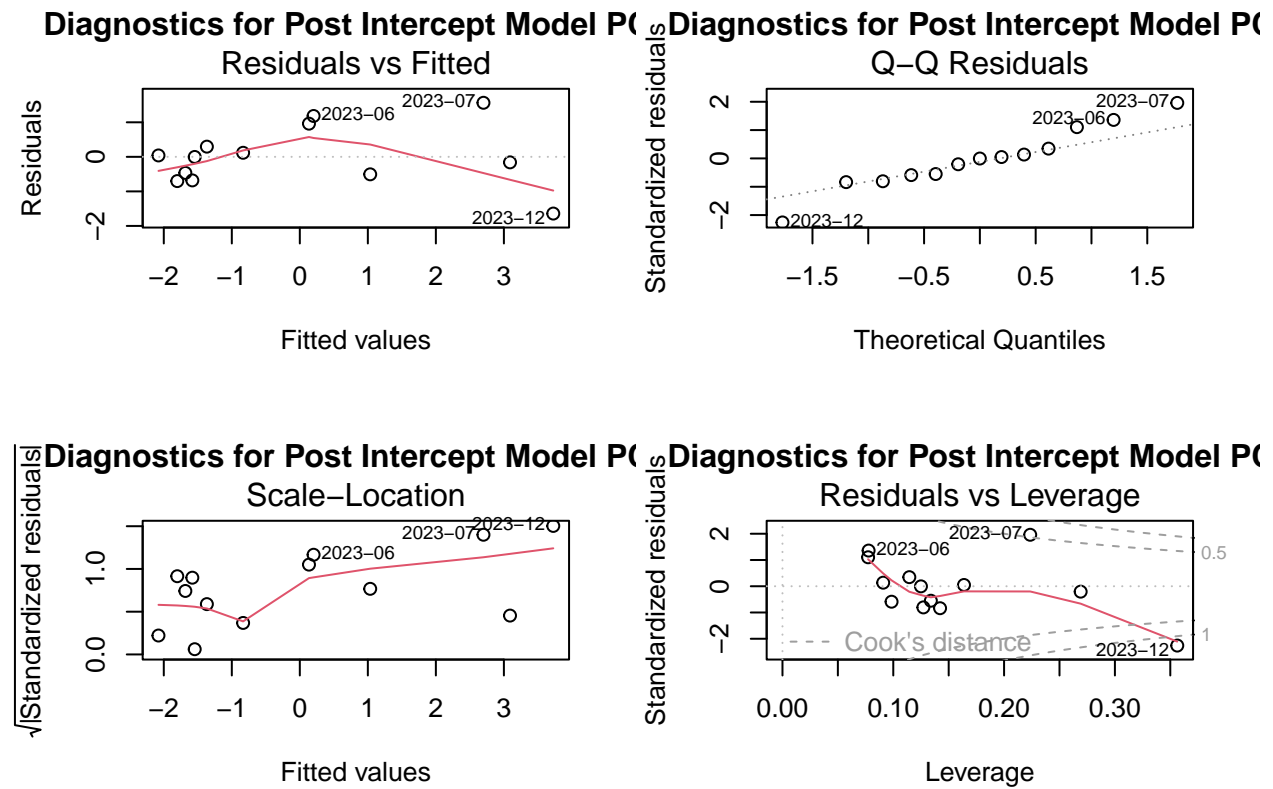 Diagnostics for Post Intercept Model
Residuals vs Fitted
Residuals
0
−2
2023−07
2023−06
2023−12
−2 −1 0 1 2 3
Fitted values
Diagnostics for Post Intercept Model
Q−Q Residuals
Standardized residuals
2
0
−2
2023−07
2023−06
2023−12
−1.5 −0.5 0.5 1.5
Theoretical Quantiles
Diagnostics for Post Intercept Model
Scale−Location
√|Standardized residuals|
1.0
0.0
2023−07
2023−12
2023−06
−2 −1 0 1 2 3
Fitted values
Diagnostics for Post Intercept Model
Residuals vs Leverage
Standardized residuals
2
0
−2
2023−07
2023−06
0.5
1
Cook's distance
2023−12
0.00 0.10 0.20 0.30
Leverage